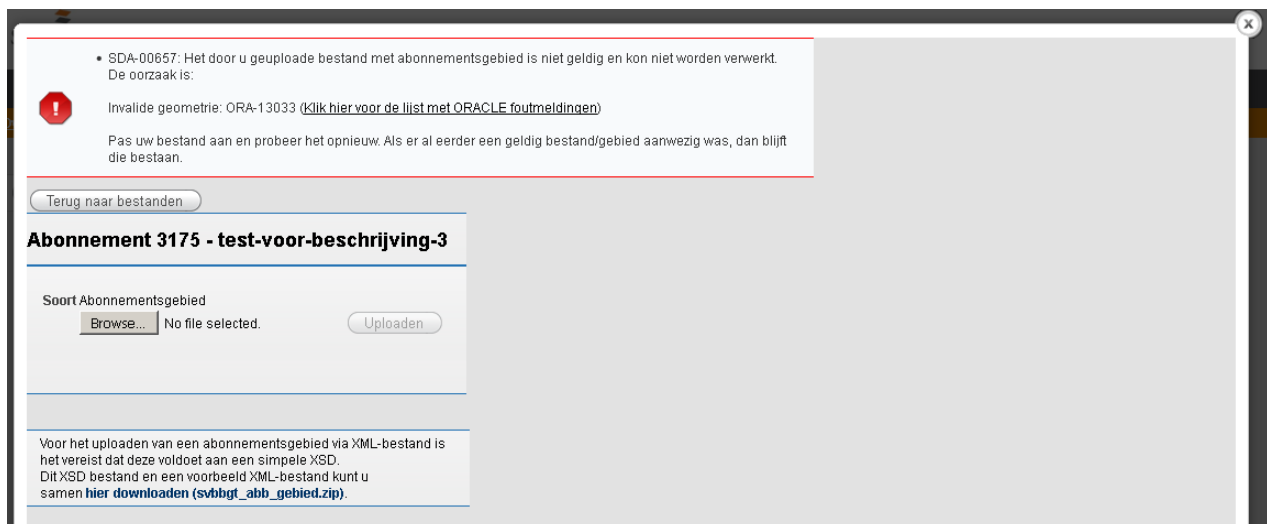 x
• SDA-00657: Het door u geuploade bestand met abonnementsgebied is niet geldig en kon niet worden verwerkt.
De oorzaak is:
Invalide geometrie: ORA-13033 (Klik hier voor de lijst met ORACLE foutmeldingen)
Pas uw bestand aan en probeer het opnieuw. Als er al eerder een geldig bestand/gebied aanwezig was, dan blijft
die bestaan.
Terug naar bestanden
Abonnement 3175 - test-voor-beschrijving-3
Soort Abonnementsgebied
Browse... No file selected. Uploaden
Voor het uploaden van een abonnementsgebied via XML-bestand is
het vereist dat deze voldoet aan een simpele XSD.
Dit XSD bestand en een voorbeeld XML-bestand kunt u
samen hier downloaden (svbbgt_abb_gebied.zip).